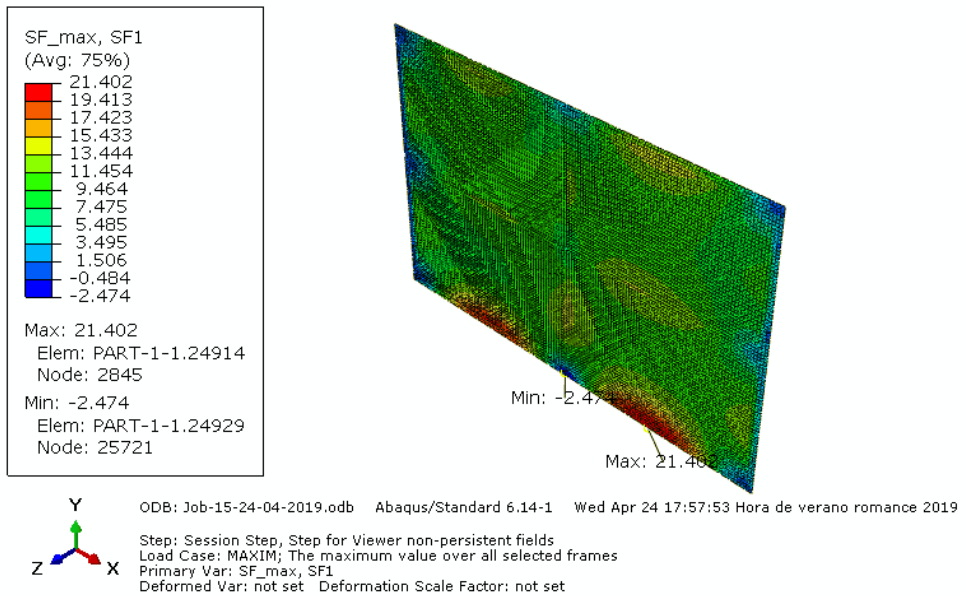 SF_max, SF1
(Avg: 75%)
21.402
19.413
17.423
15.433
13.444
11.454
9.464
7.475
5.485
3.495
1.506
-0.484
-2.474
Max: 21.402
Elem: PART-1-1.24914
Node: 2845
Min: -2.474
Elem: PART-1-1.24929
Node: 25721
Min: -2.474
Max: 21.402
Y
Z
X
ODB: Job-15-24-04-2019.odb Abaqus/Standard 6.14-1 Wed Apr 24 17:57:53 Hora de verano romance 2019
Step: Session Step, Step for Viewer non-persistent fields
Load Case: MAXIM; The maximum value over all selected frames
Primary Var: SF_max, SF1
Deformed Var: not set Deformation Scale Factor: not set